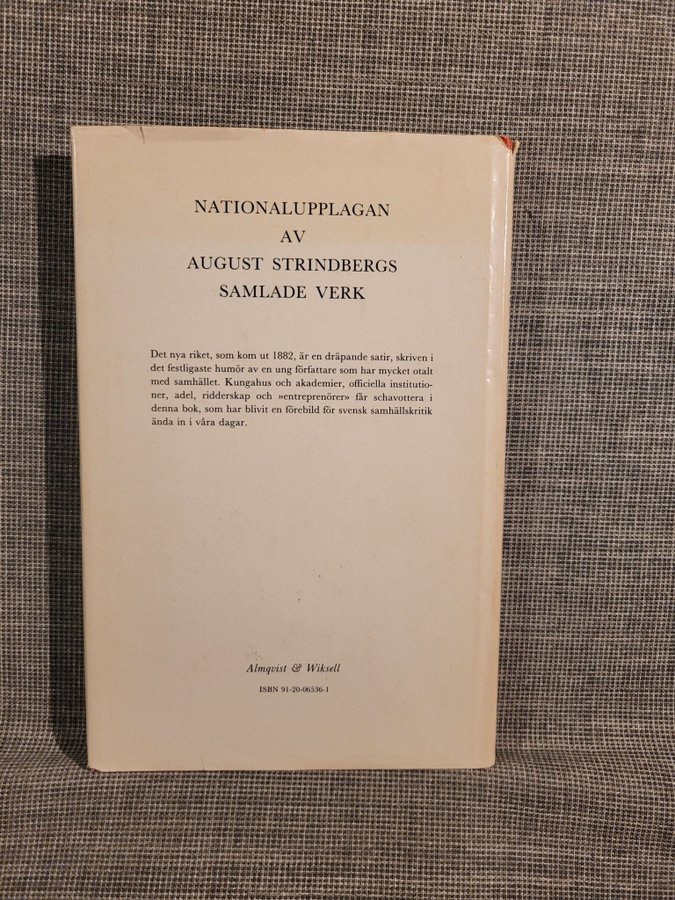 NATIONALUPPLAGAN
AV
AUGUST STRINDBERGS
SAMLADE VERK
Det nya riket, som kom ut 1882, är en dräpande satir, skriven i
det festligaste humör av en ung författare som har mycket otalt
med samhället. Kungahus och akademier, officiella institutio-
ner, adel, ridderskap och »entreprenörer» får schavottera i
denna bok, som har blivit en förebild för svensk samhällskritik
ända in i våra dagar.
Almqvist & Wiksell
ISBN 91-20-06536-1